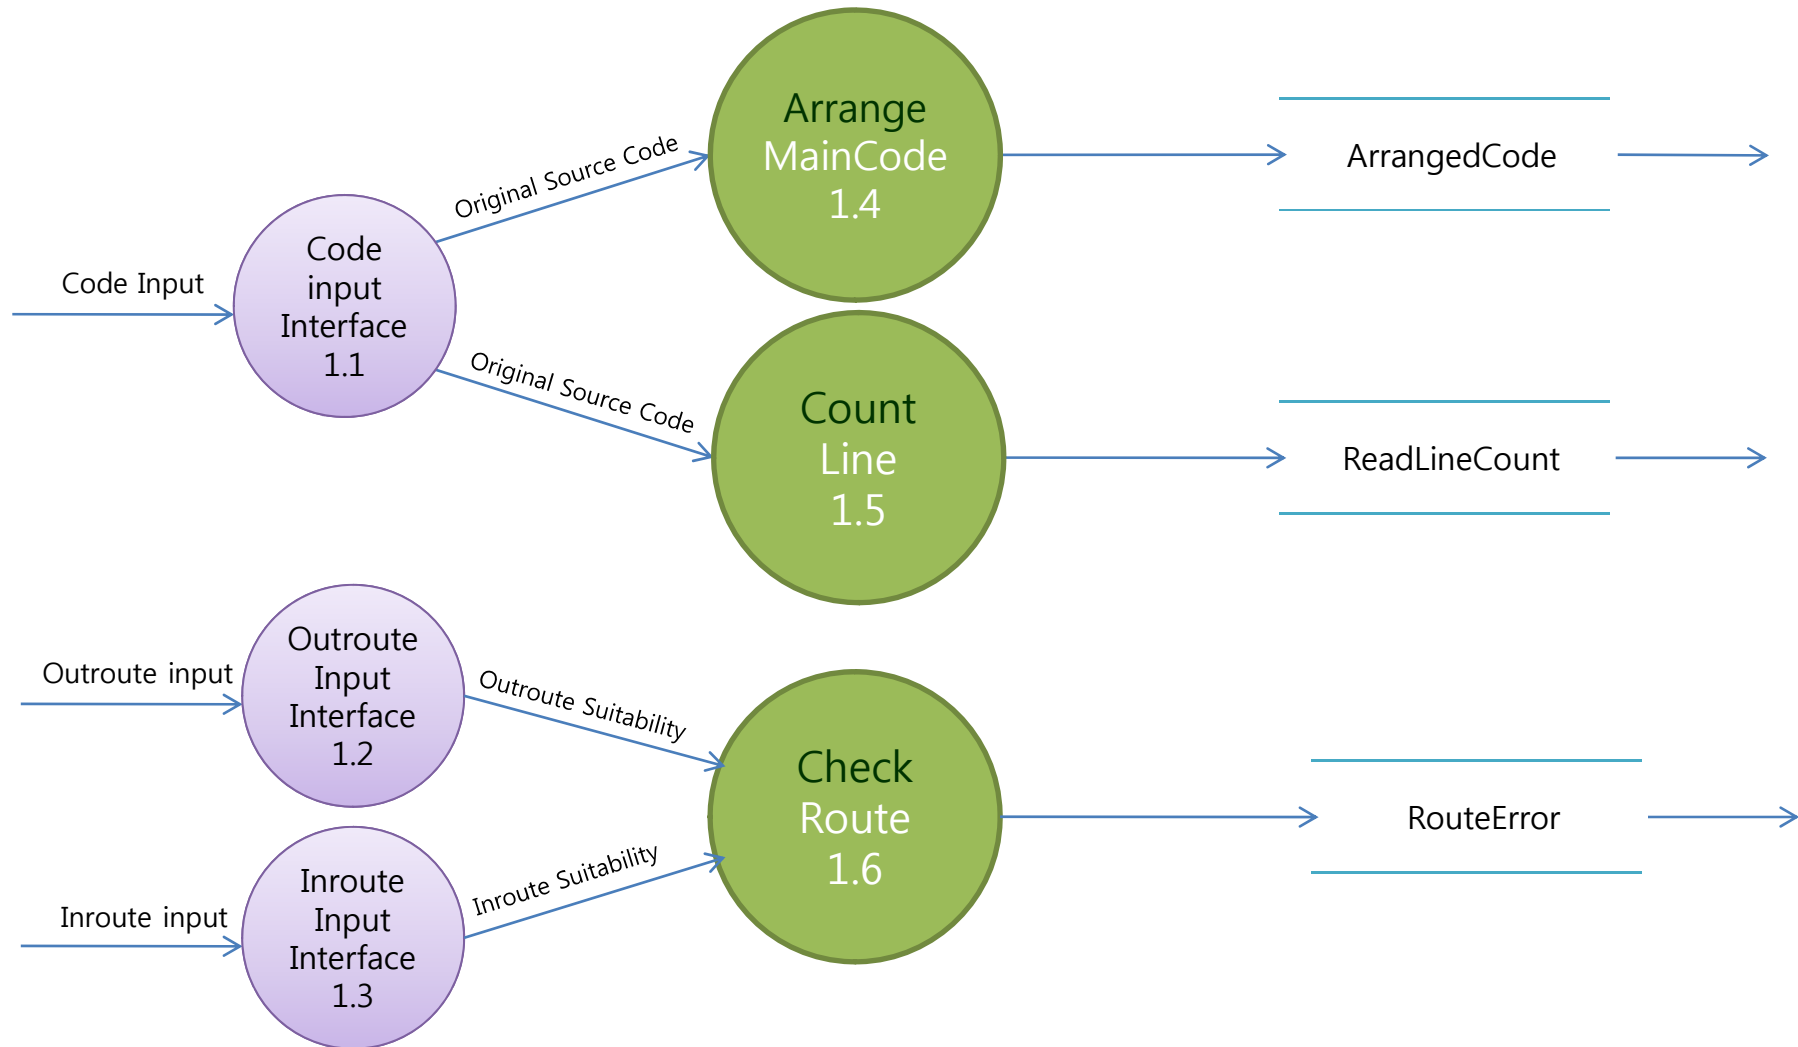 Code Input
Code
input
Interface
1.1
Original Source Code
Original Source Code
Arrange
MainCode
1.4
ArrangedCode
Count
Line
1.5
ReadLineCount
Outroute input
Outroute
Input
Interface
1.2
Outroute Suitability
Inroute input
Inroute
Input
Interface
1.3
Inroute Suitability
Check
Route
1.6
RouteError